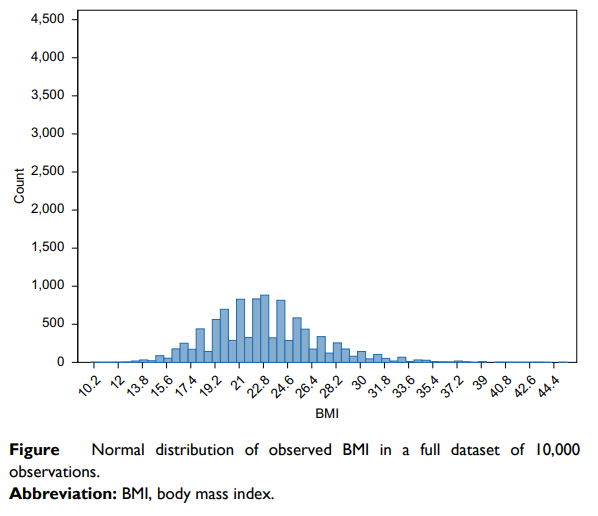 4,500
4,000
3,500
3,000
2,500
2,000
1,500
1,000
500
0
Count
10.2 12 13.8 15.6 17.4 19.2 21 22.8 24.6 26.4 28.2 30 31.8 33.6 35.4 37.2 39 40.8 42.6 44.4
BMI
Figure Normal distribution of observed BMI in a full dataset of 10,000
observations.
Abbreviation: BMI, body mass index.